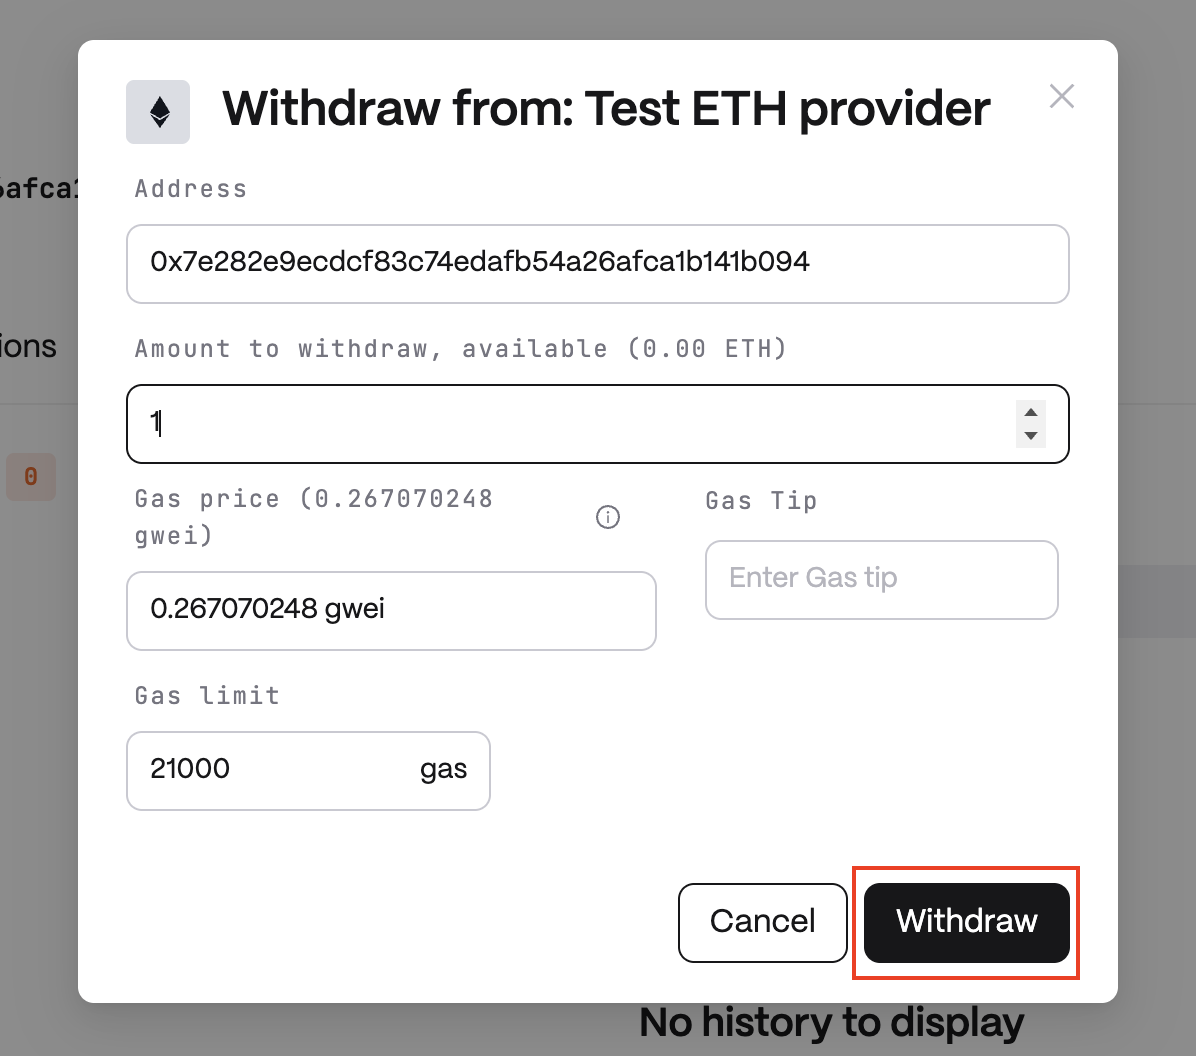 Withdraw from: Test ETH provider
Address
0x7e282e9ecdcf83c74edafb54a26afca1b141b094
Amount to withdraw, available (0.00 ETH)
1
Gas price (0.267070248
gwei)
0.267070248 gwei
Gas Tip
Enter Gas tip
Gas limit
21000 gas
Cancel
Withdraw
afca1
ions
0
No history to display